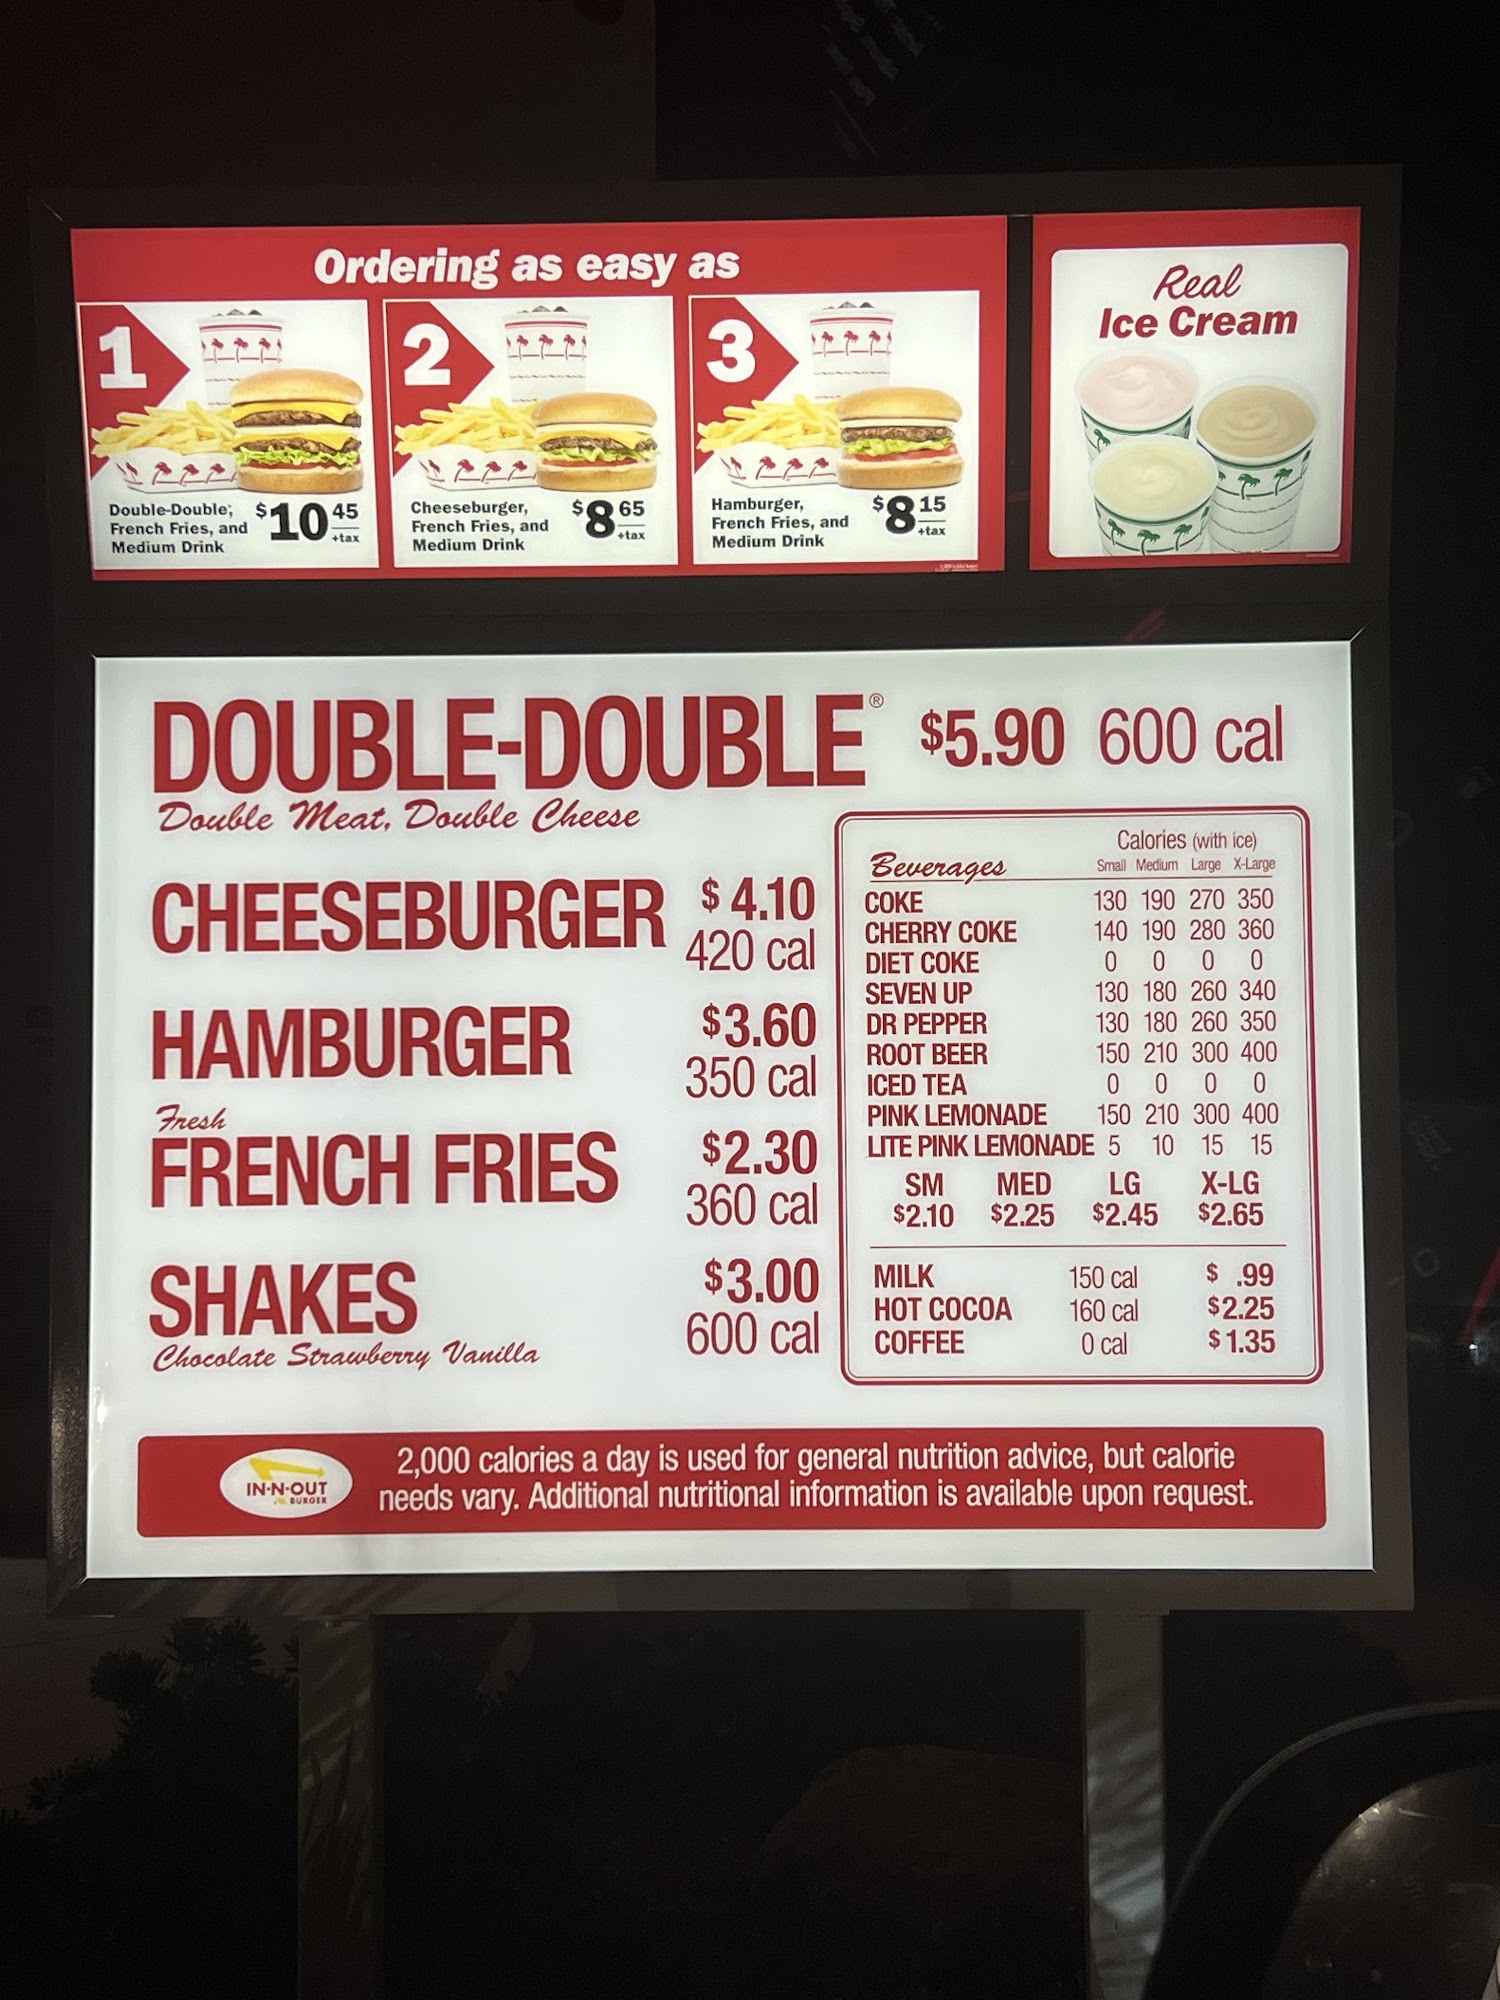 Ordering as easy as
1
Double-Double,
French Fries, and
Medium Drink
$10 45
+tax
2
Cheeseburger,
French Fries, and
Medium Drink
$8 65
+tax
3
Hamburger,
French Fries, and
Medium Drink
$8 15
+tax
Real
Ice Cream
DOUBLE-DOUBLE® $5.90 600 cal
Double Meat, Double Cheese
CHEESEBURGER $4.10
420 cal
HAMBURGER $3.60
350 cal
Fresh
FRENCH FRIES $2.30
360 cal
SHAKES $3.00
600 cal
Chocolate Strawberry Vanilla
Calories (with ice)
Beverages Small Medium Large X-Large
COKE 130 190 270 350
CHERRY COKE 140 190 280 360
DIET COKE 0 0 0 0
SEVEN UP 130 180 260 340
DR PEPPER 130 180 260 350
ROOT BEER 150 210 300 400
ICED TEA 0 0 0 0
PINK LEMONADE 150 210 300 400
LITE PINK LEMONADE 5 10 15 15
SM MED LG X-LG
$2.10 $2.25 $2.45 $2.65
MILK 150 cal $ .99
HOT COCOA 160 cal $2.25
COFFEE 0 cal $1.35
IN-N-OUT
BURGER
2,000 calories a day is used for general nutrition advice, but calorie
needs vary. Additional nutritional information is available upon request.